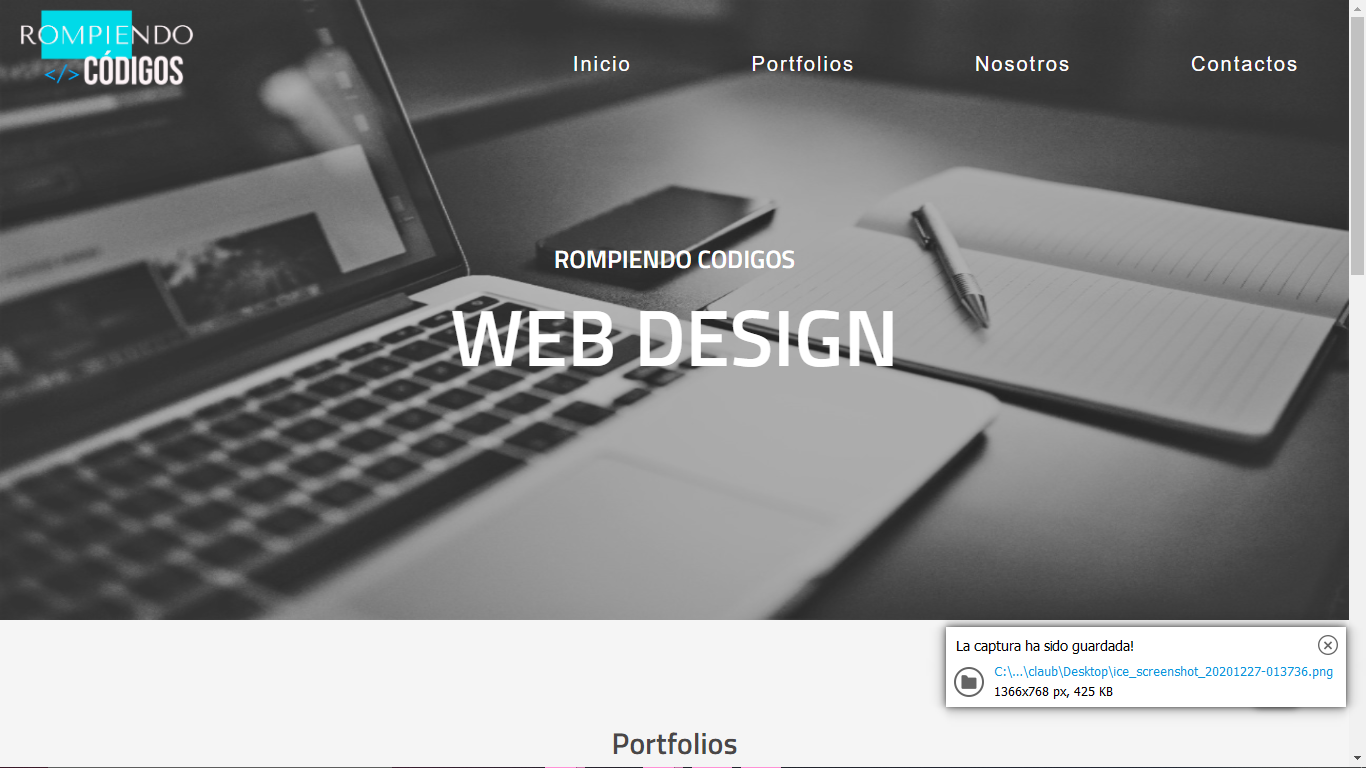 ROMPIENDO
</> CÓDIGOS
Inicio
Portfolios
Nosotros
Contactos
ROMPIENDO CODIGOS
WEB DESIGN
La captura ha sido guardada!
C:\...\claub\Desktop\ice_screenshot_20201227-013736.png
1366x768 px, 425 KB
Portfolios